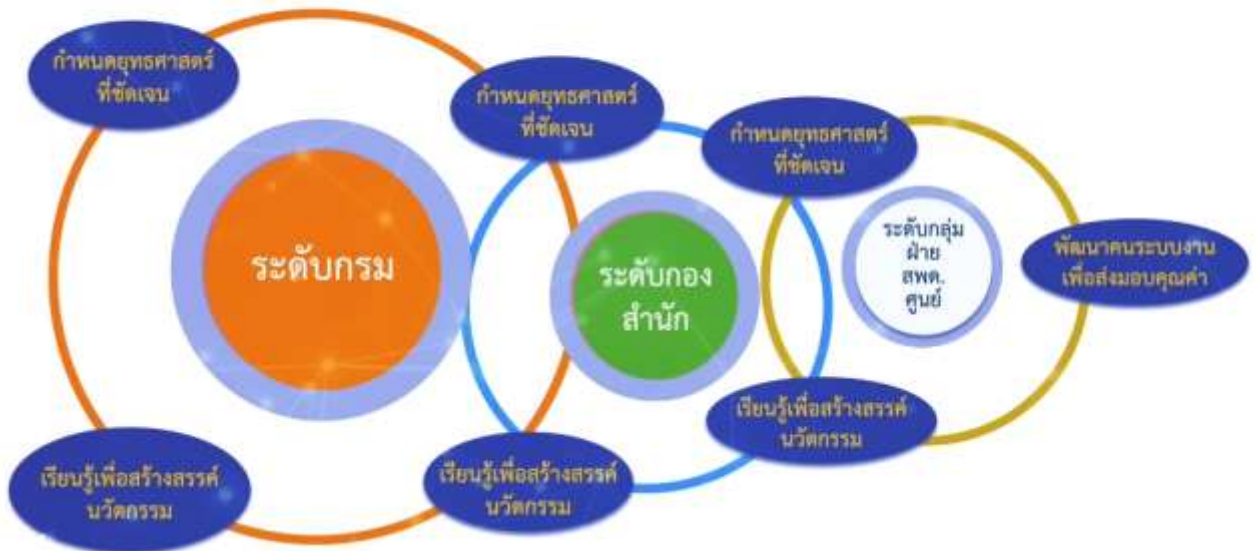 กำหนดยุทธศาสตร์
ที่ชัดเจน
กำหนดยุทธศาสตร์
ที่ชัดเจน
กำหนดยุทธศาสตร์
ที่ชัดเจน
ระดับกรม
ระดับกอง
สำนัก
ระดับกลุ่ม
ฝ่าย
สพด.
ศูนย์
พัฒนาคนระบบงาน
เพื่อส่งมอบคุณค่า
เรียนรู้เพื่อสร้างสรรค์
นวัตกรรม
เรียนรู้เพื่อสร้างสรรค์
นวัตกรรม
เรียนรู้เพื่อสร้างสรรค์
นวัตกรรม